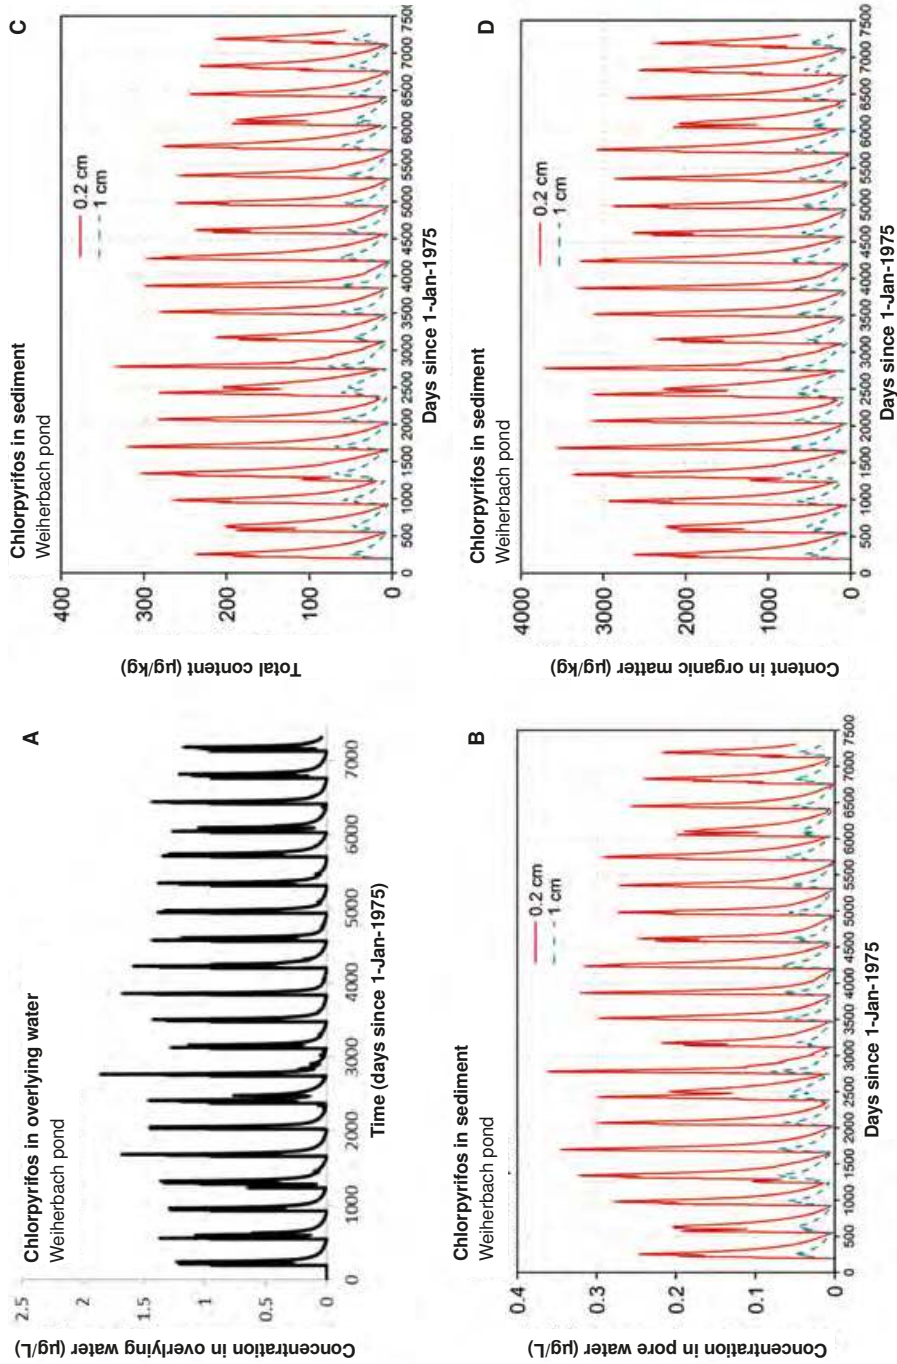 A
Chlorpyrifos in overlying water
Weiherbach pond
Concentration in overlying water (µg/L)
2.5
2
1.5
1
0.5
0
0 1000 2000 3000 4000 5000 6000 7000
Time (days since 1-Jan-1975)
C
Chlorpyrifos in sediment
Weiherbach pond
0.2 cm
1 cm
Total content (µg/kg)
400
300
200
100
0
0 500 1000 1500 2000 2500 3000 3500 4000 4500 5000 5500 6000 6500 7000 7500
Days since 1-Jan-1975
B
Chlorpyrifos in sediment
Weiherbach pond
0.2 cm
1 cm
Concentration in pore water (µg/L)
0.4
0.3
0.2
0.1
0
0 500 1000 1500 2000 2500 3000 3500 4000 4500 5000 5500 6000 6500 7000 7500
Days since 1-Jan-1975
D
Chlorpyrifos in sediment
Weiherbach pond
0.2 cm
1 cm
Content in organic matter (µg/kg)
4000
3000
2000
1000
0
0 500 1000 1500 2000 2500 3000 3500 4000 4500 5000 5500 6000 6500 7000 7500
Days since 1-Jan-1975